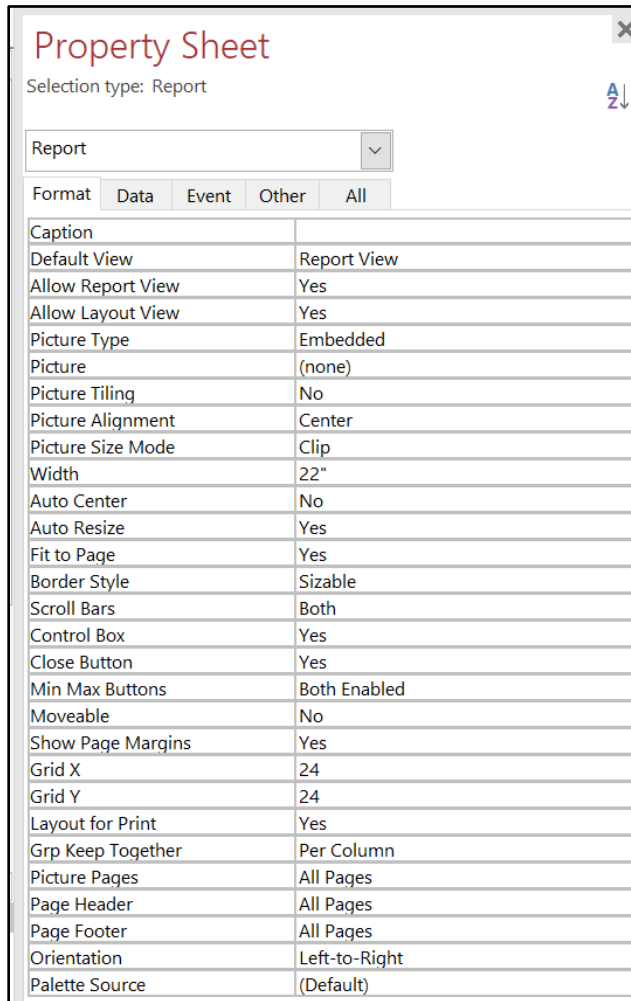 Property Sheet
Selection type: Report
A
Z
Report
Format Data Event Other All
Caption
Default View Report View
Allow Report View Yes
Allow Layout View Yes
Picture Type Embedded
Picture (none)
Picture Tiling No
Picture Alignment Center
Picture Size Mode Clip
Width 22"
Auto Center No
Auto Resize Yes
Fit to Page Yes
Border Style Sizable
Scroll Bars Both
Control Box Yes
Close Button Yes
Min Max Buttons Both Enabled
Moveable No
Show Page Margins Yes
Grid X 24
Grid Y 24
Layout for Print Yes
Grp Keep Together Per Column
Picture Pages All Pages
Page Header All Pages
Page Footer All Pages
Orientation Left-to-Right
Palette Source (Default)